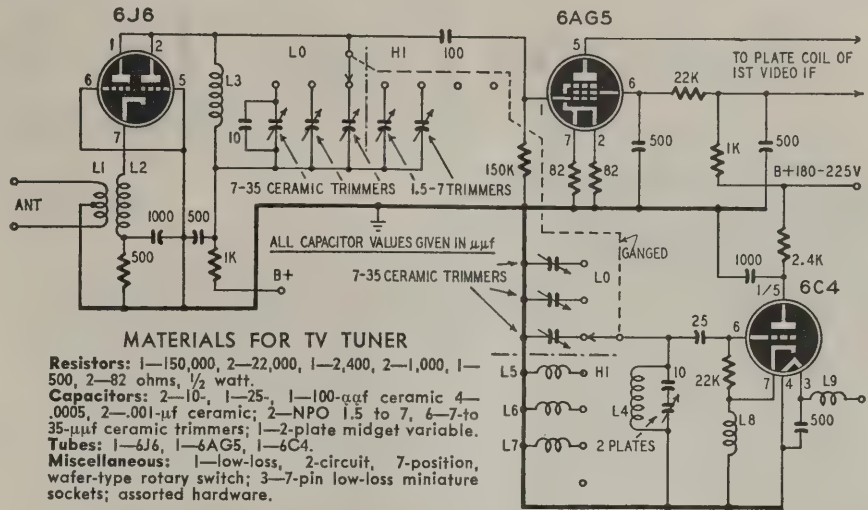 6J6
6AG5
1 2
5
LO HI
100
TO PLATE COIL OF
1ST VIDEO IF
6 5
L3
6
22K
7
10
7 2
500
1K
500
L1 L2
150K
82 82
B+180-225V
7-35 CERAMIC TRIMMERS 1.5-7 TRIMMERS
ANT
1000 500
500
1K
ALL CAPACITOR VALUES GIVEN IN µµf
GANGED
1000
2.4K
B+
7-35 CERAMIC TRIMMERS
LO
1/5
6C4
25
6
MATERIALS FOR TV TUNER
Resistors: 1—150,000, 2—22,000, 1—2,400, 2—1,000, 1—
500, 2—82 ohms, ½ watt.
Capacitors: 2—10-, 1—25-, 1—100-ααf ceramic 4—
.0005, 2—.001-µf ceramic; 2—NPO 1.5 to 7, 6—7-to
35-µµf ceramic trimmers; 1—2-plate midget variable.
Tubes: 1—6J6, 1—6AG5, 1—6C4.
Miscellaneous: 1—low-loss, 2-circuit, 7-position,
wafer-type rotary switch; 3—7-pin low-loss miniature
sockets; assorted hardware.
L5 HI
10
22K
7 4 3
L9
L6
L4
L8
500
L7
2 PLATES